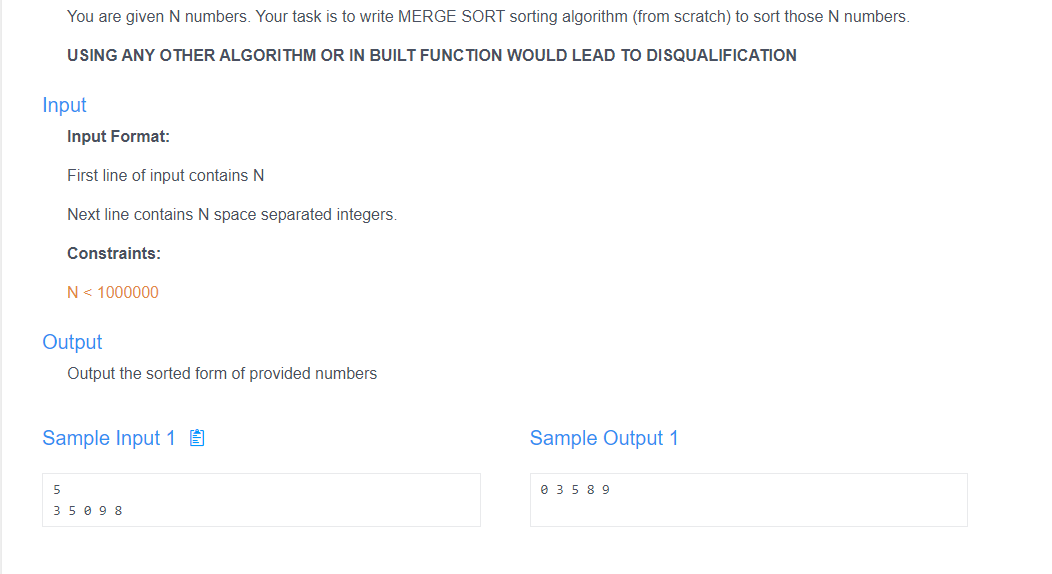 You are given N numbers. Your task is to write MERGE SORT sorting algorithm (from scratch) to sort those N numbers.
USING ANY OTHER ALGORITHM OR IN BUILT FUNCTION WOULD LEAD TO DISQUALIFICATION
Input
Input Format:
First line of input contains N
Next line contains N space separated integers.
Constraints:
N < 1000000
Output
Output the sorted form of provided numbers
Sample Input 1
5
3 5 0 9 8
Sample Output 1
0 3 5 8 9